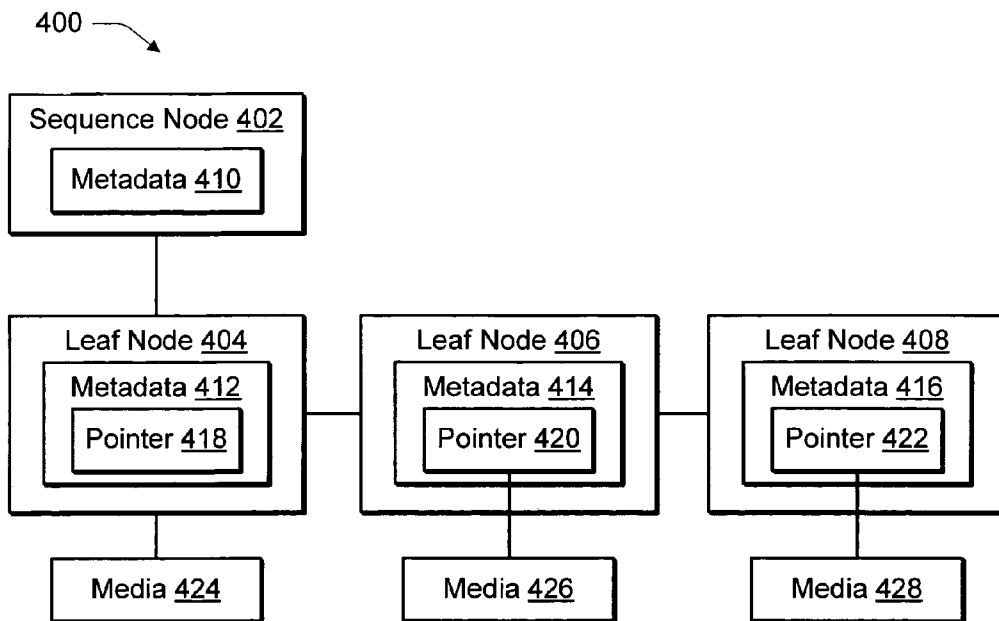 400
Sequence Node 402
Metadata 410
Leaf Node 404
Metadata 412
Pointer 418
Leaf Node 406
Metadata 414
Pointer 420
Leaf Node 408
Metadata 416
Pointer 422
Media 424
Media 426
Media 428